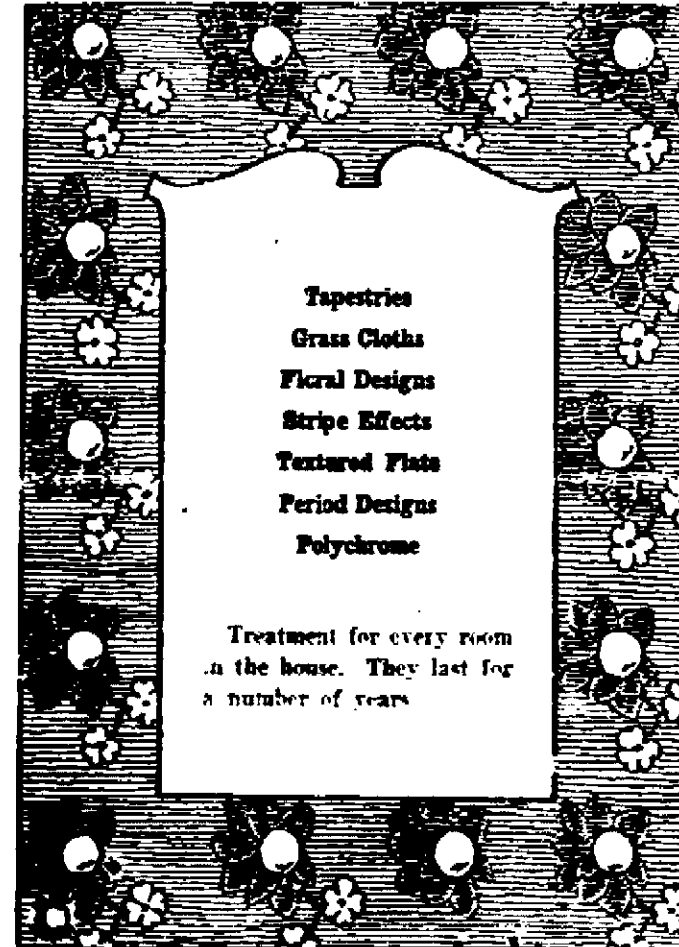 Tapestries
Grass Cloths
Floral Designs
Stripe Effects
Textured Plate
Period Designs
Polychrome
Treatment for every room
in the house. They last for
a number of years